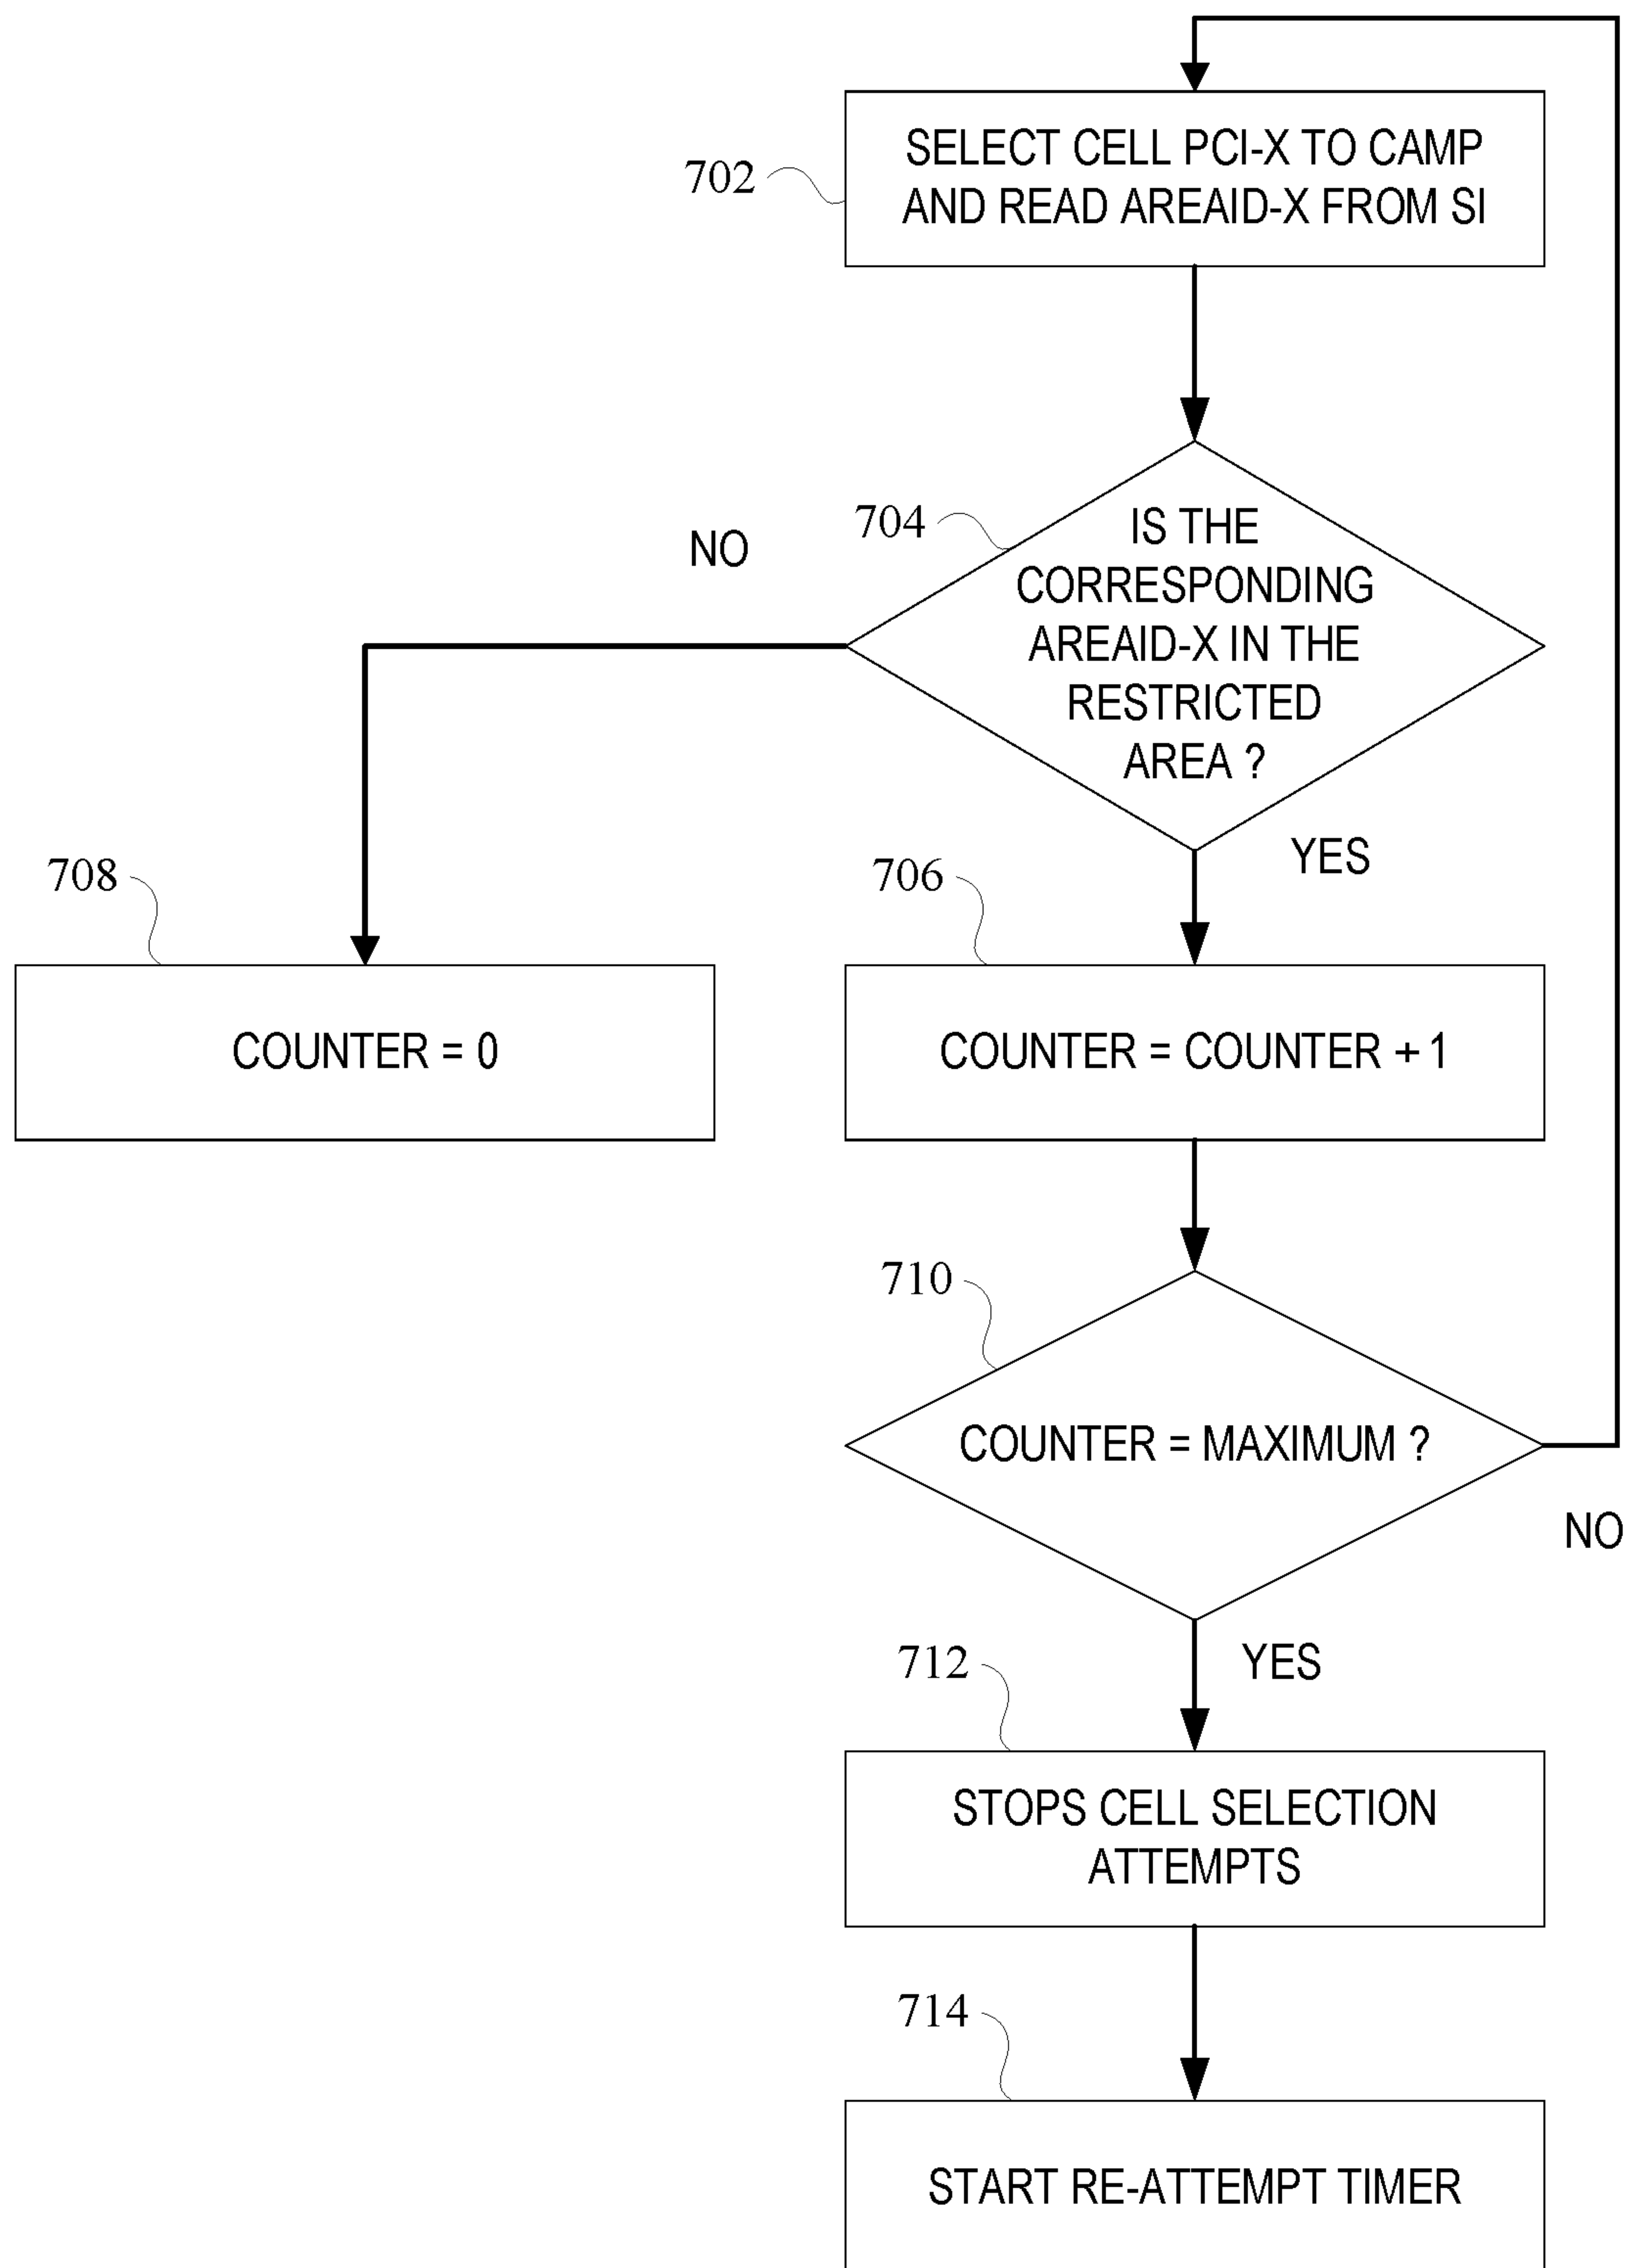 702
SELECT CELL PCI-X TO CAMP
AND READ AREAID-X FROM SI
704
NO
IS THE
CORRESPONDING
AREAID-X IN THE
RESTRICTED
AREA ?
YES
708
COUNTER = 0
706
COUNTER = COUNTER + 1
710
COUNTER = MAXIMUM ?
NO
YES
712
STOPS CELL SELECTION
ATTEMPTS
714
START RE-ATTEMPT TIMER